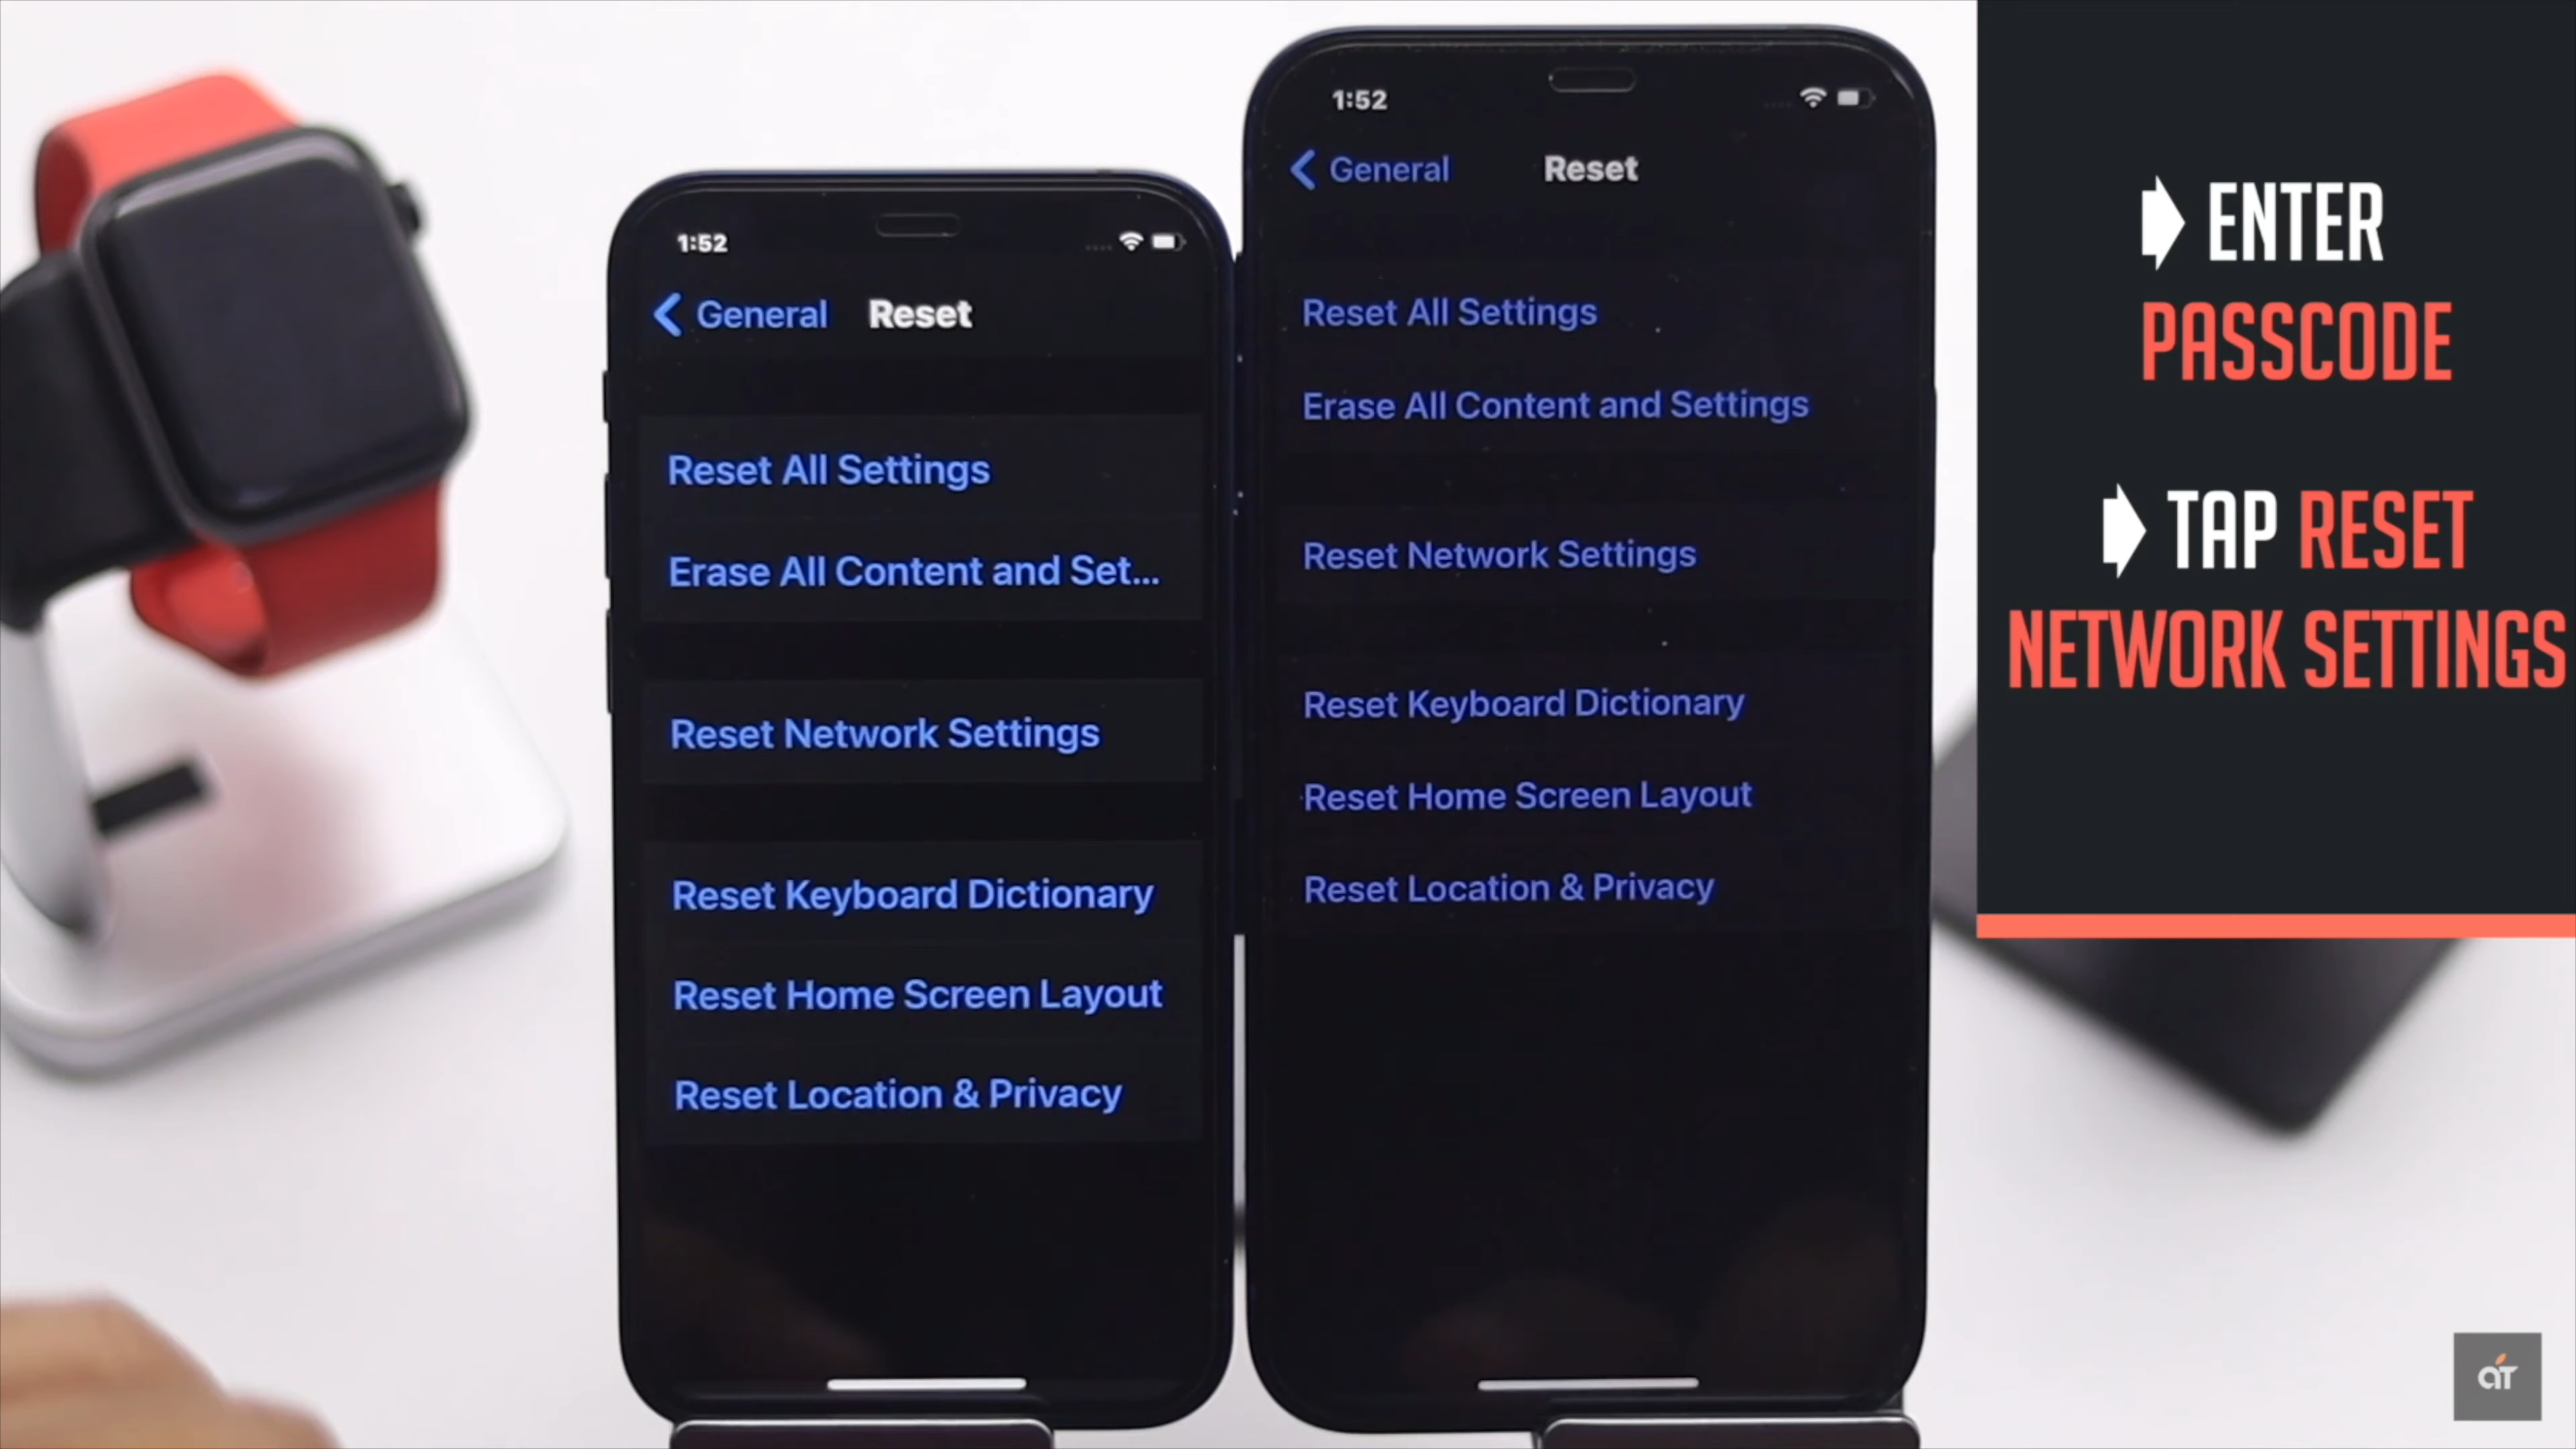 1:52
General Reset
Reset All Settings
Erase All Content and Set...
Reset Network Settings
Reset Keyboard Dictionary
Reset Home Screen Layout
Reset Location & Privacy
1:52
General Reset
Reset All Settings
Erase All Content and Settings
Reset Network Settings
Reset Keyboard Dictionary
Reset Home Screen Layout
Reset Location & Privacy
ENTER
PASSCODE
TAP RESET
NETWORK SETTINGS
aT